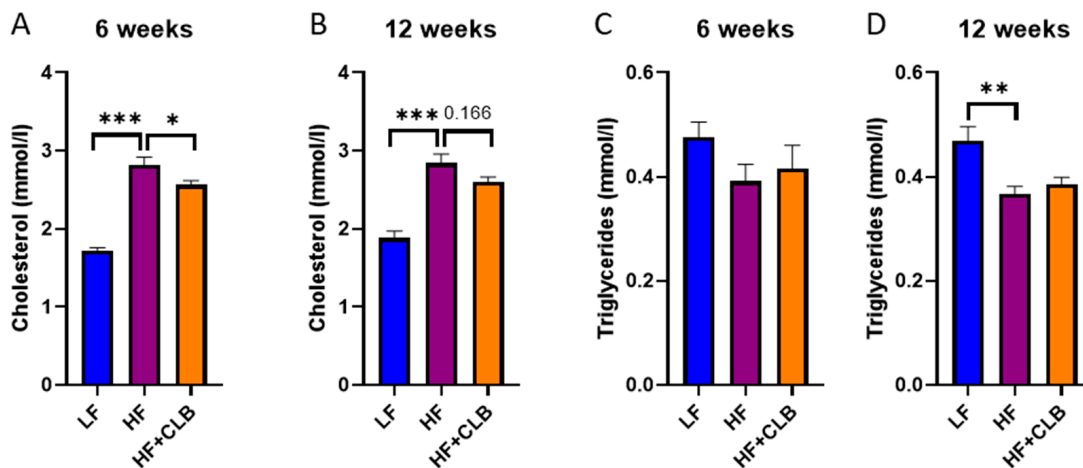 A 6 weeks
Cholesterol (mmol/l)
4
3
2
1
0
*** *
LF
HF
HF+CLB
B 12 weeks
Cholesterol (mmol/l)
4
3
2
1
0
*** 0.166
LF
HF
HF+CLB
C 6 weeks
Triglycerides (mmol/l)
0.6
0.4
0.2
0.0
LF
HF
HF+CLB
D 12 weeks
Triglycerides (mmol/l)
0.6
0.4
0.2
0.0
**
LF
HF
HF+CLB